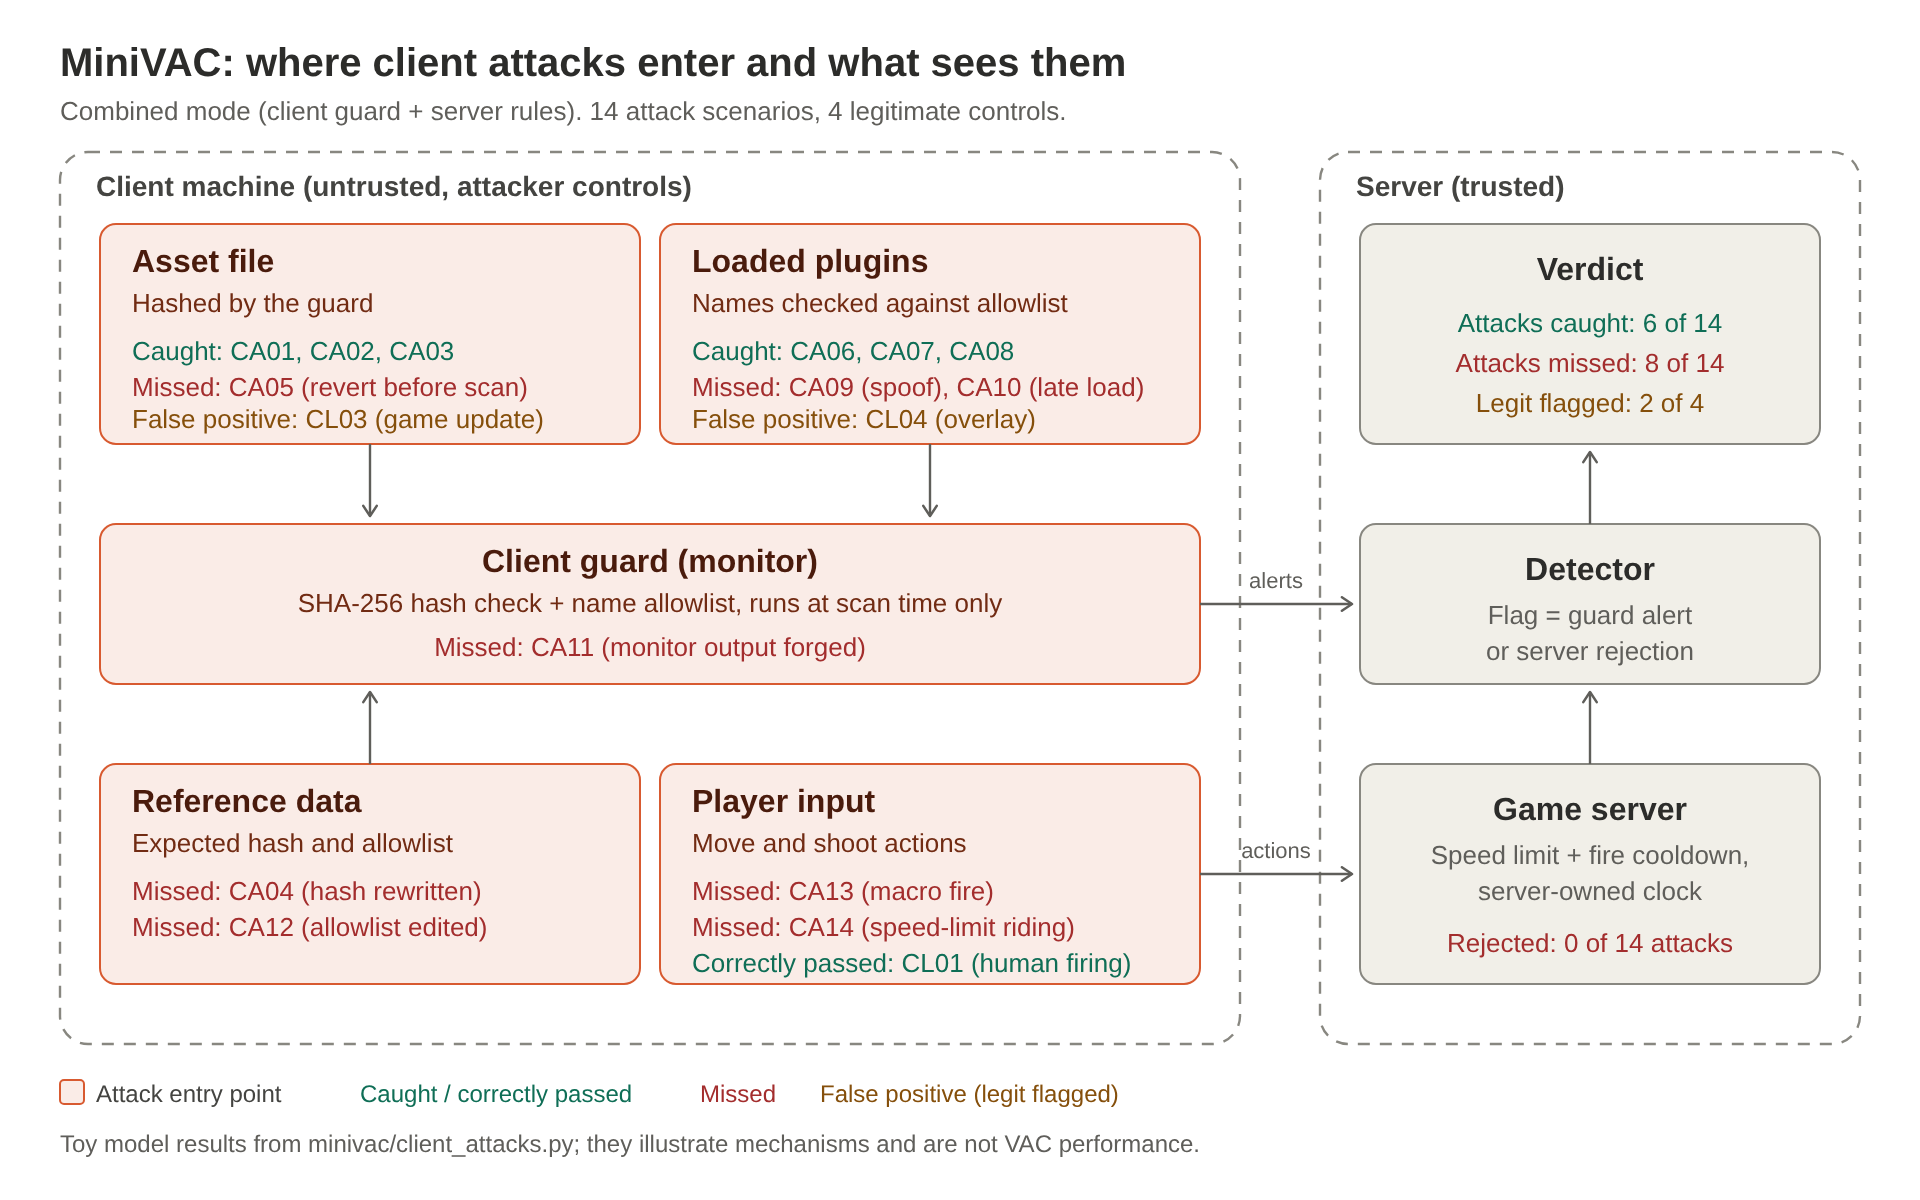 MiniVAC: where client attacks enter and what sees them
Combined mode (client guard + server rules). 14 attack scenarios, 4 legitimate controls.
Client machine (untrusted, attacker controls)
Asset file
Hashed by the guard
Caught: CA01, CA02, CA03
Missed: CA05 (revert before scan)
False positive: CL03 (game update)
Loaded plugins
Names checked against allowlist
Caught: CA06, CA07, CA08
Missed: CA09 (spoof), CA10 (late load)
False positive: CL04 (overlay)
Client guard (monitor)
SHA-256 hash check + name allowlist, runs at scan time only
Missed: CA11 (monitor output forged)
Reference data
Expected hash and allowlist
Missed: CA04 (hash rewritten)
Missed: CA12 (allowlist edited)
Player input
Move and shoot actions
Missed: CA13 (macro fire)
Missed: CA14 (speed-limit riding)
Correctly passed: CL01 (human firing)
alerts
actions
Server (trusted)
Verdict
Attacks caught: 6 of 14
Attacks missed: 8 of 14
Legit flagged: 2 of 4
Detector
Flag = guard alert
or server rejection
Game server
Speed limit + fire cooldown,
server-owned clock
Rejected: 0 of 14 attacks
Attack entry point
Caught / correctly passed
Missed
False positive (legit flagged)
Toy model results from minivac/client_attacks.py; they illustrate mechanisms and are not VAC performance.